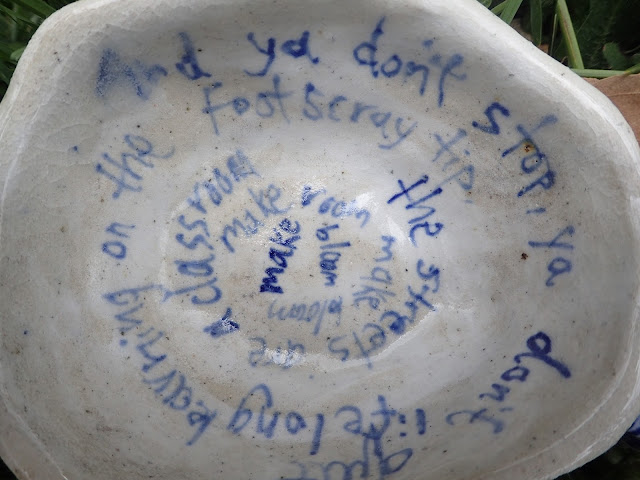 And ya don't stop, ya don't quit
lifelong learning on the Footscray tip,
the streets are a classroom
make room make bloom
make bloom